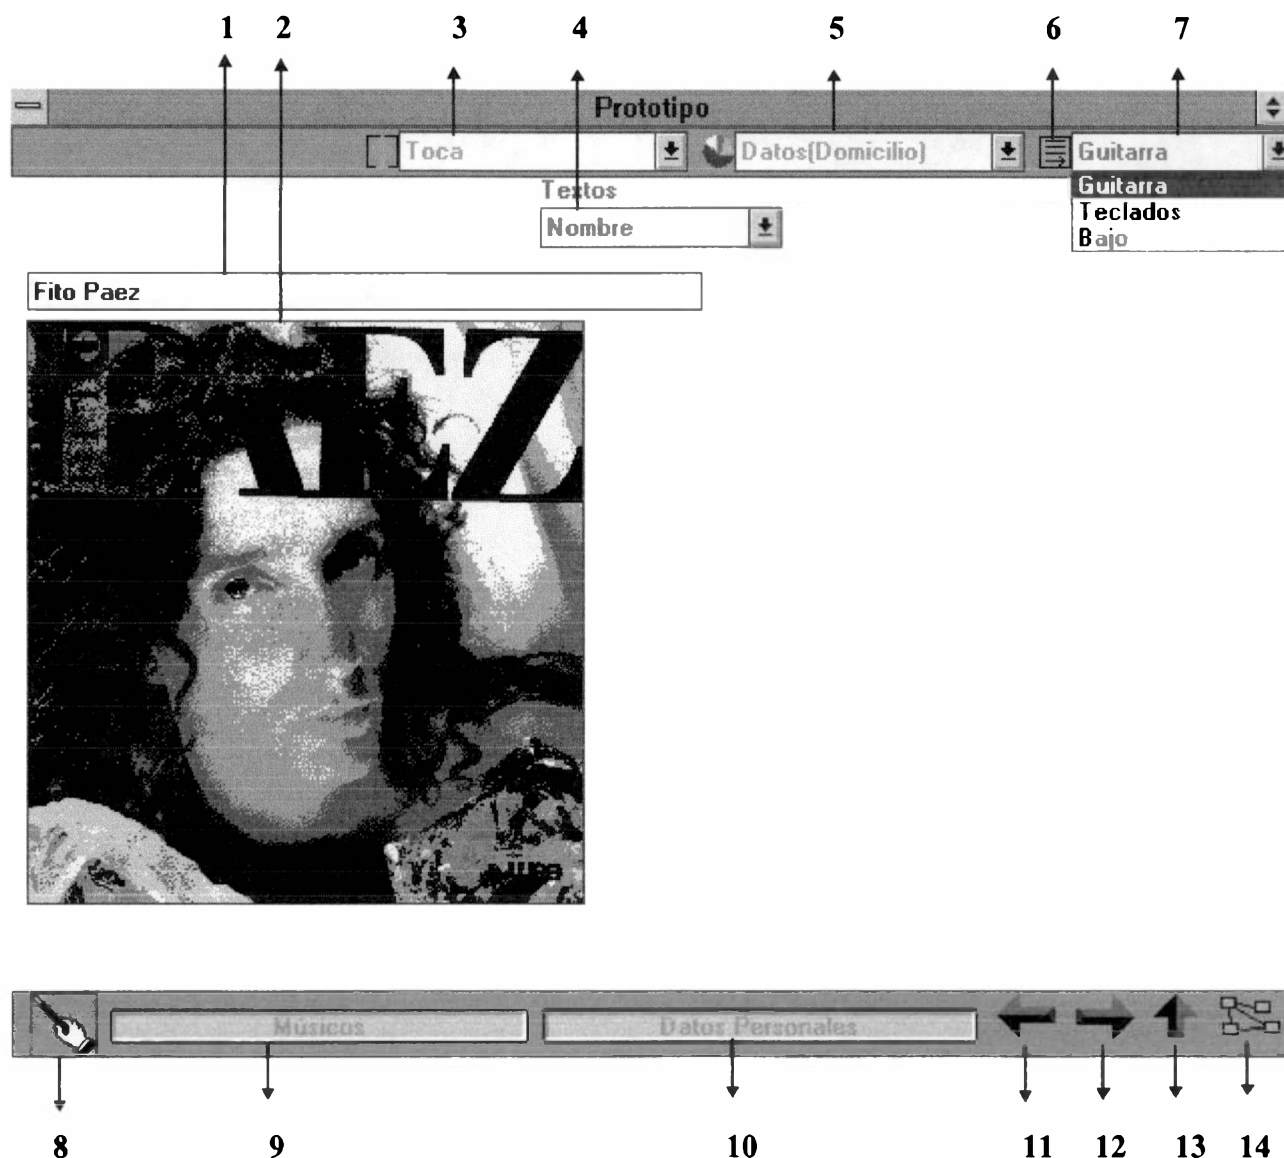 1 2 3 4 5 6 7
Prototipo
Toca
Datos(Domicilio)
Guitarra
Guitarra
Teclados
Bajo
Textos
Nombre
Fito Paez
Músicos
Datos Personales
8 9 10 11 12 13 14